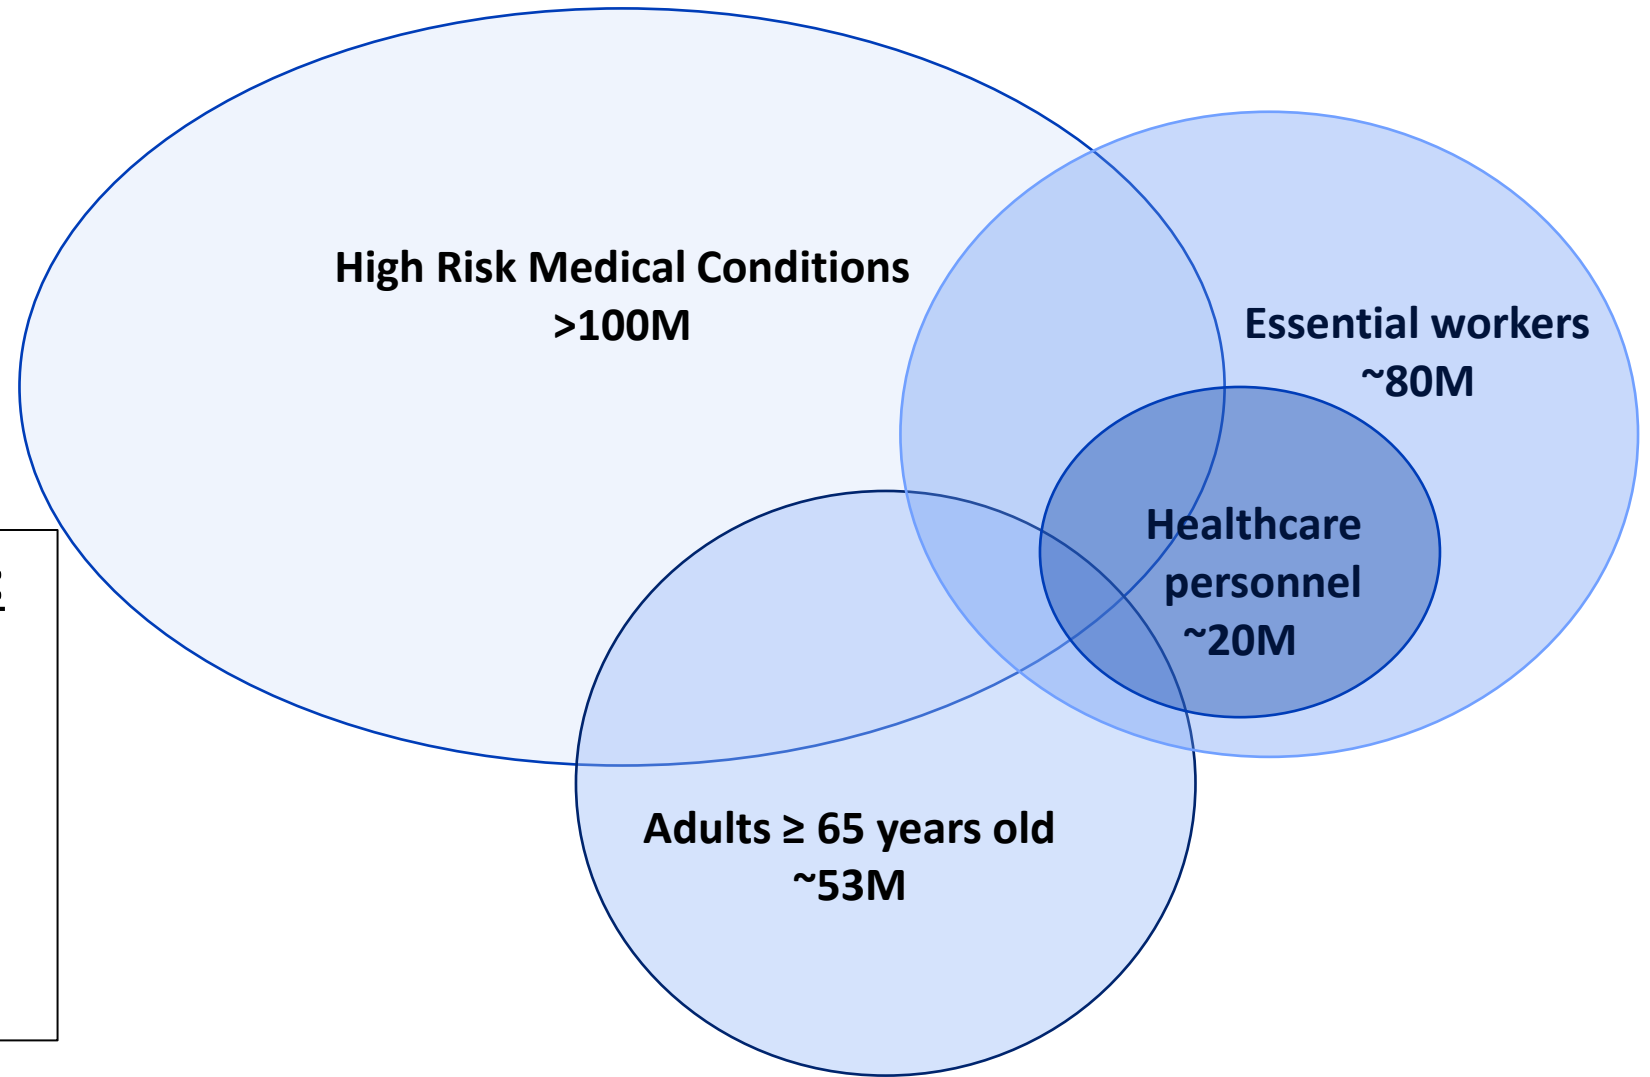 High Risk Medical Conditions
>100M
Essential workers
~80M
Healthcare
personnel
~20M
Adults ≥ 65 years old
~53M
: